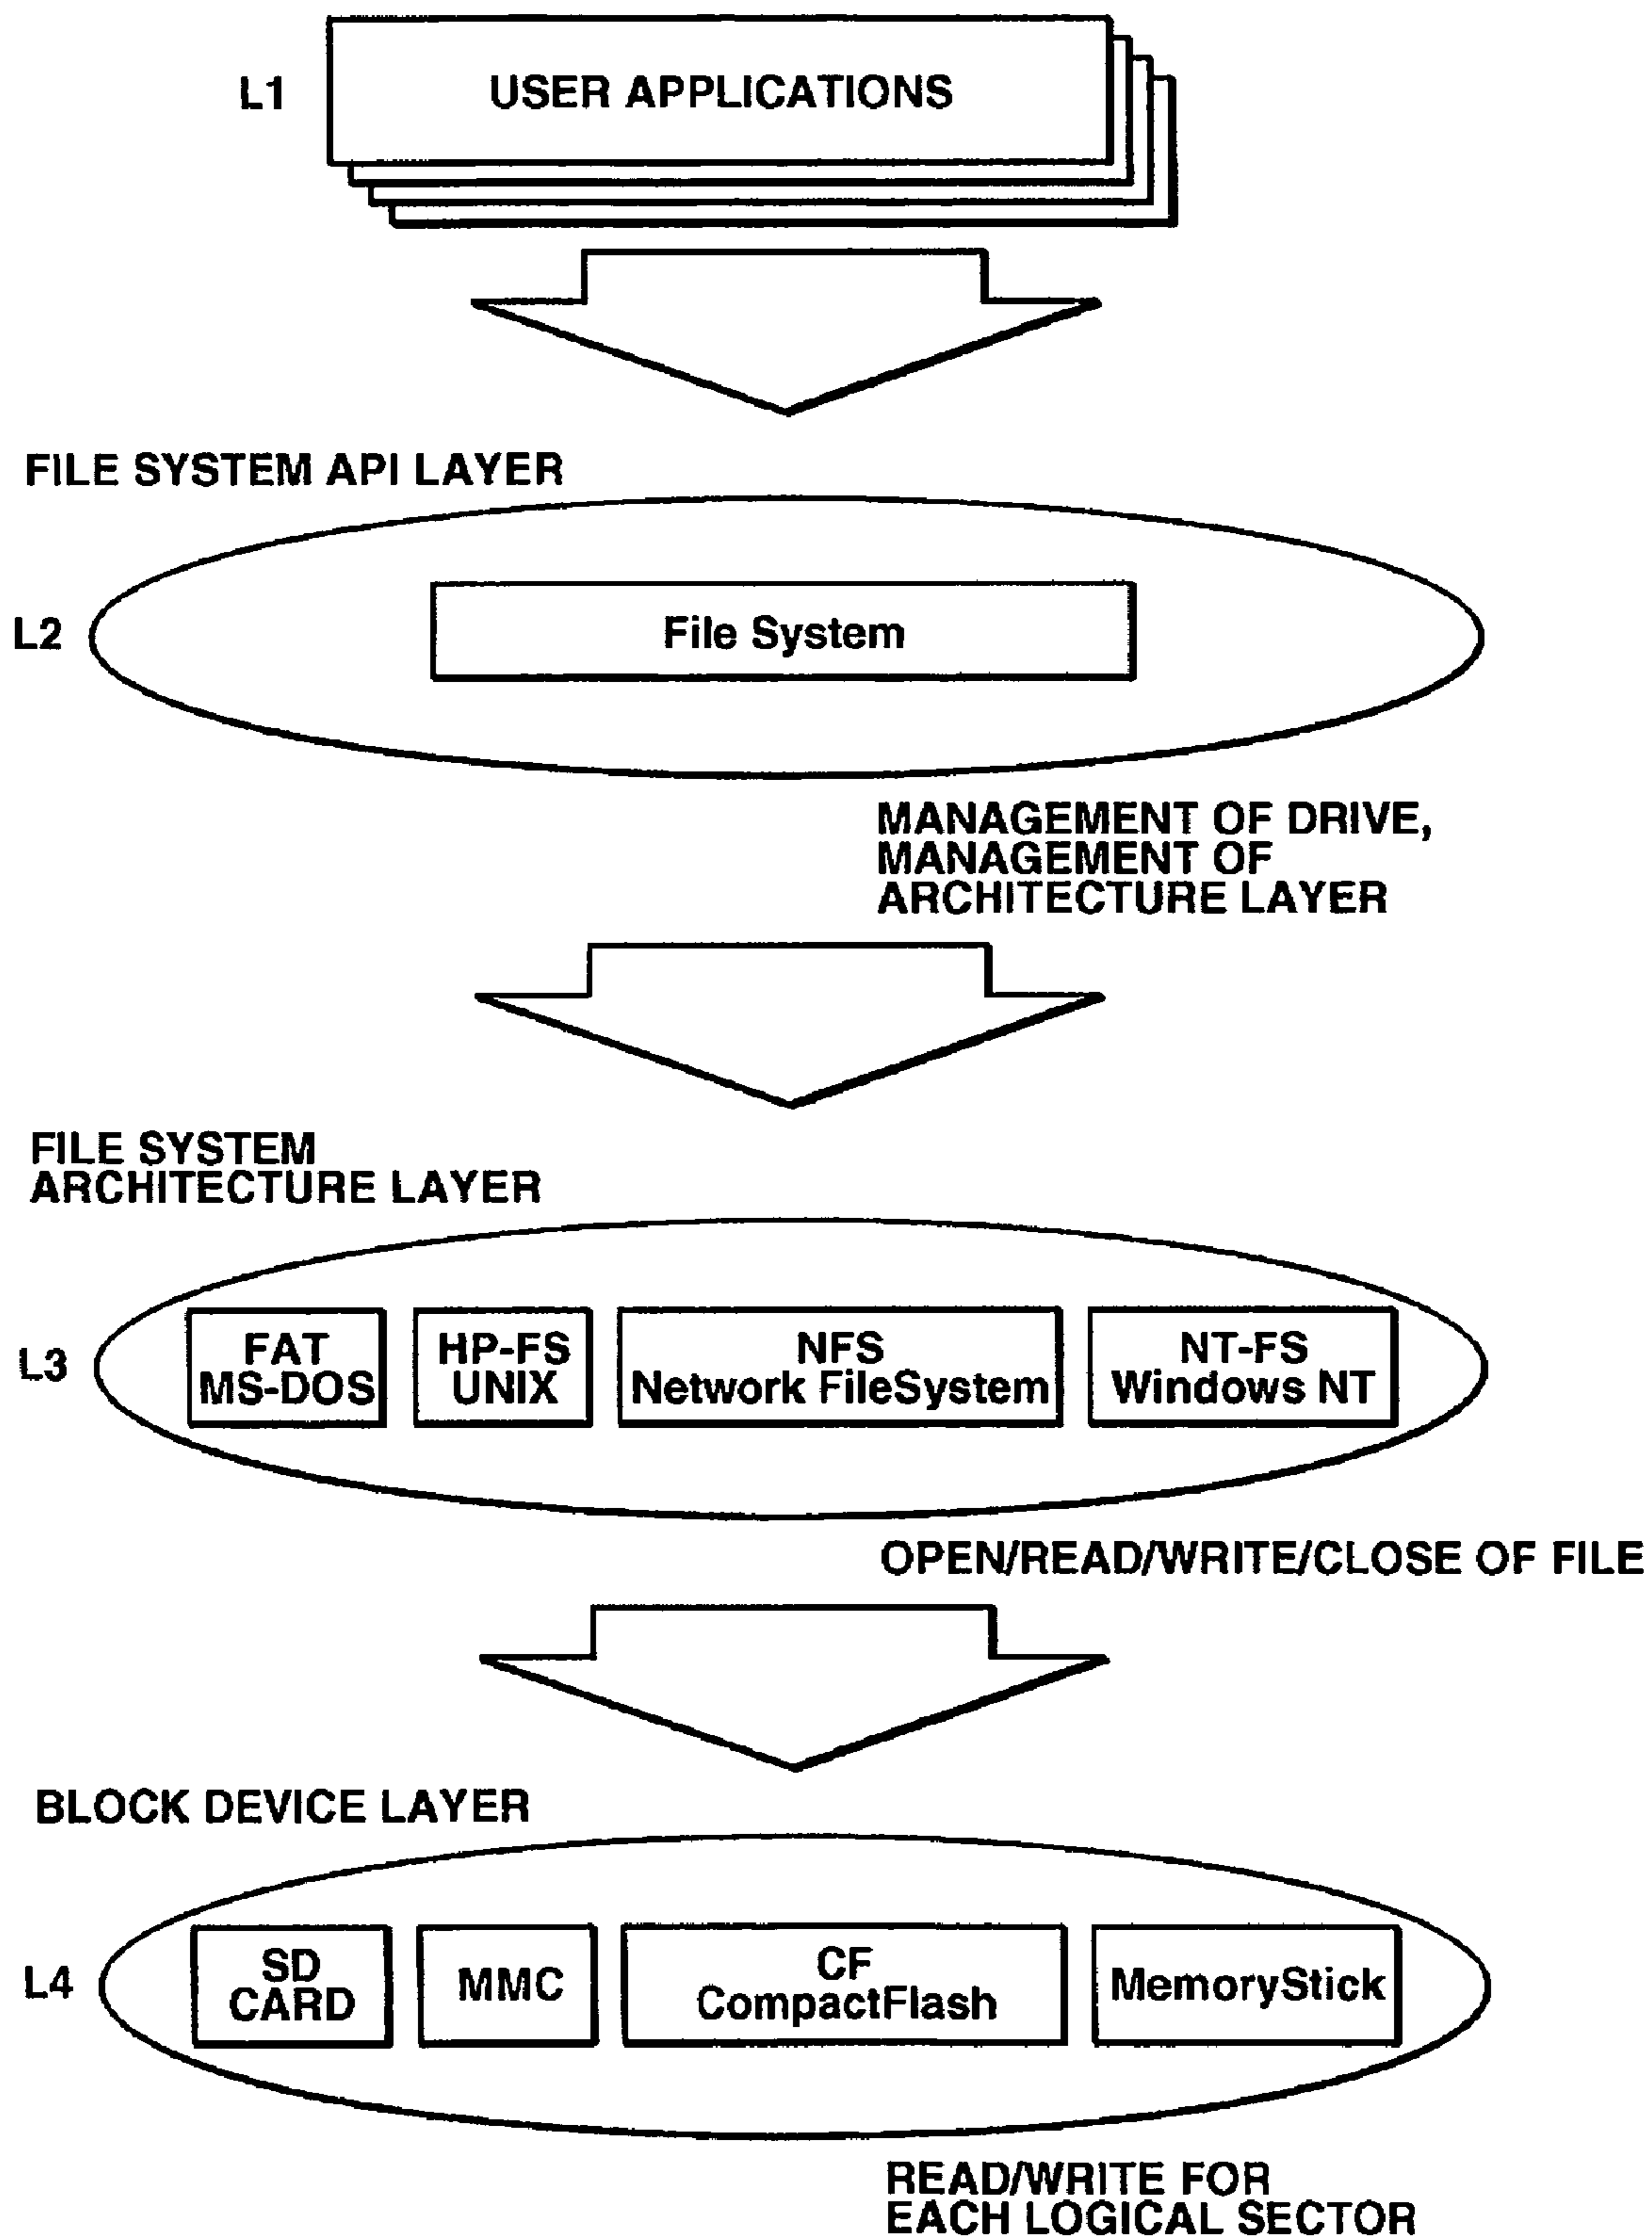 L1
USER APPLICATIONS
FILE SYSTEM API LAYER
L2
File System
MANAGEMENT OF DRIVE,
MANAGEMENT OF
ARCHITECTURE LAYER
FILE SYSTEM
ARCHITECTURE LAYER
L3
FAT
MS-DOS
HP-FS
UNIX
NFS
Network FileSystem
NT-FS
Windows NT
OPEN/READ/WRITE/CLOSE OF FILE
BLOCK DEVICE LAYER
L4
SD
CARD
MMC
CF
CompactFlash
MemoryStick
READ/WRITE FOR
EACH LOGICAL SECTOR